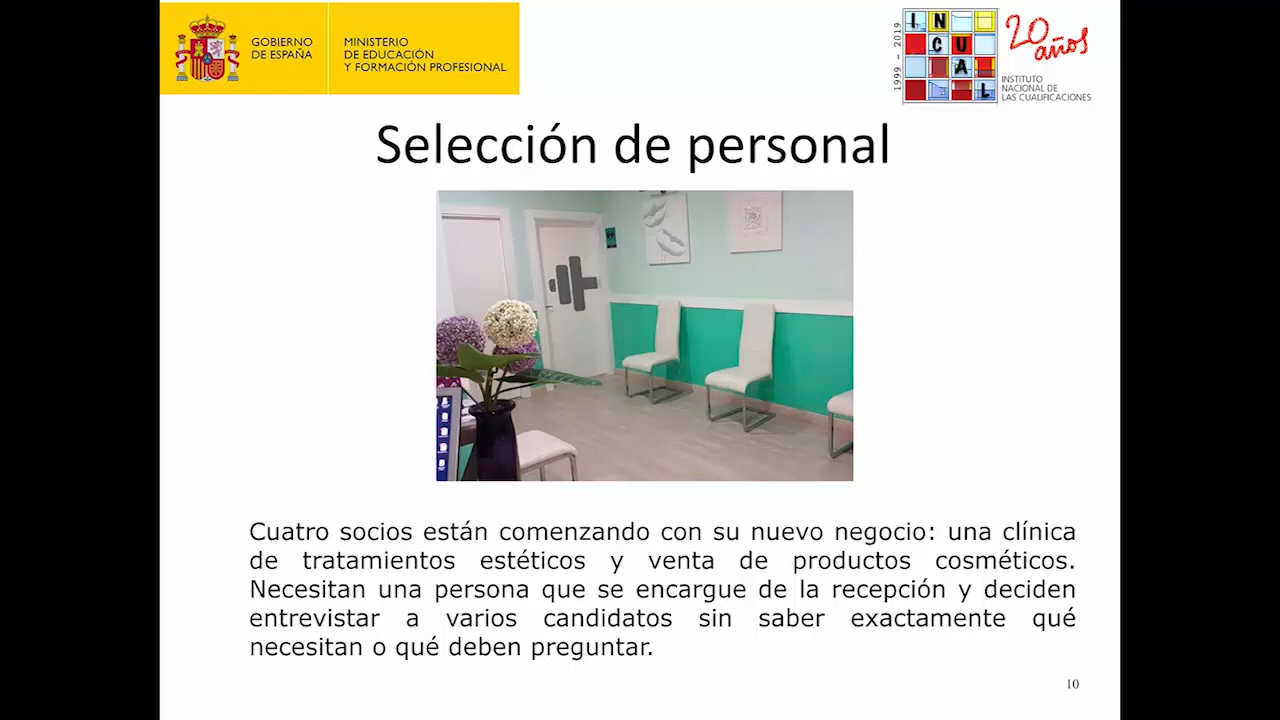 GOBIERNO
DE ESPAÑA
MINISTERIO
DE EDUCACIÓN
Y FORMACIÓN PROFESIONAL
1999 - 2019
INCUAL
20 años
INSTITUTO
NACIONAL DE
LAS CUALIFICACIONES
Selección de personal
Cuatro socios están comenzando con su nuevo negocio: una clínica
de tratamientos estéticos y venta de productos cosméticos.
Necesitan una persona que se encargue de la recepción y deciden
entrevistar a varios candidatos sin saber exactamente qué
necesitan o qué deben preguntar.
10